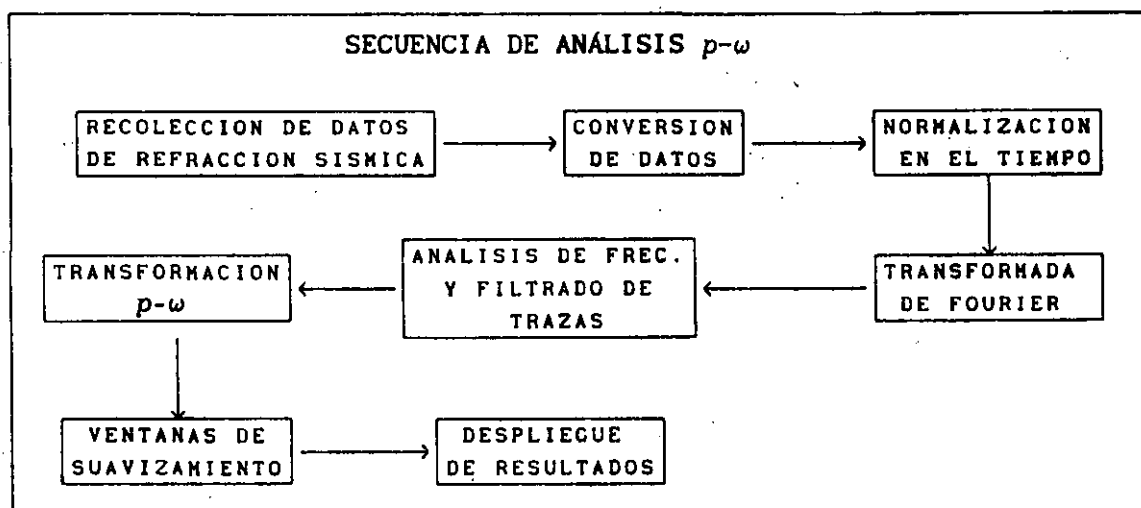 SECUENCIA DE ANÁLISIS p-ω
RECOLECCION DE DATOS
DE REFRACCION SISMICA
CONVERSION
DE DATOS
NORMALIZACION
EN EL TIEMPO
TRANSFORMADA
DE FOURIER
ANALISIS DE FREC.
Y FILTRADO DE
TRAZAS
TRANSFORMACION
p-ω
VENTANAS DE
SUAVIZAMIENTO
DESPLIEGUE
DE RESULTADOS